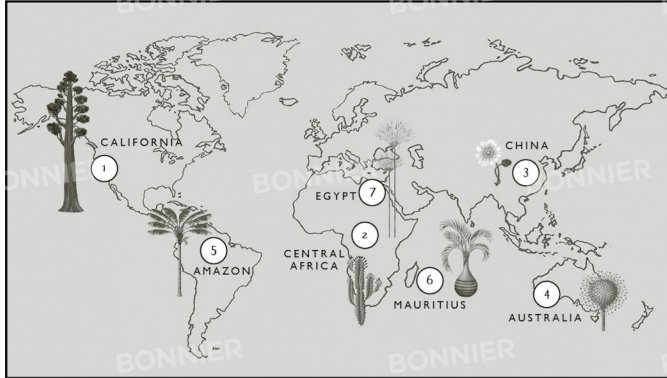 BONNIER
BONNIER
CALIFORNIA
1
CHINA
3
BONNIER
BONNIER
BONNIER
EGYPT
7
2
5
AMAZON
CENTRAL
AFRICA
6
MAURITIUS
4
AUSTRALIA
BONNIER
BONNIER